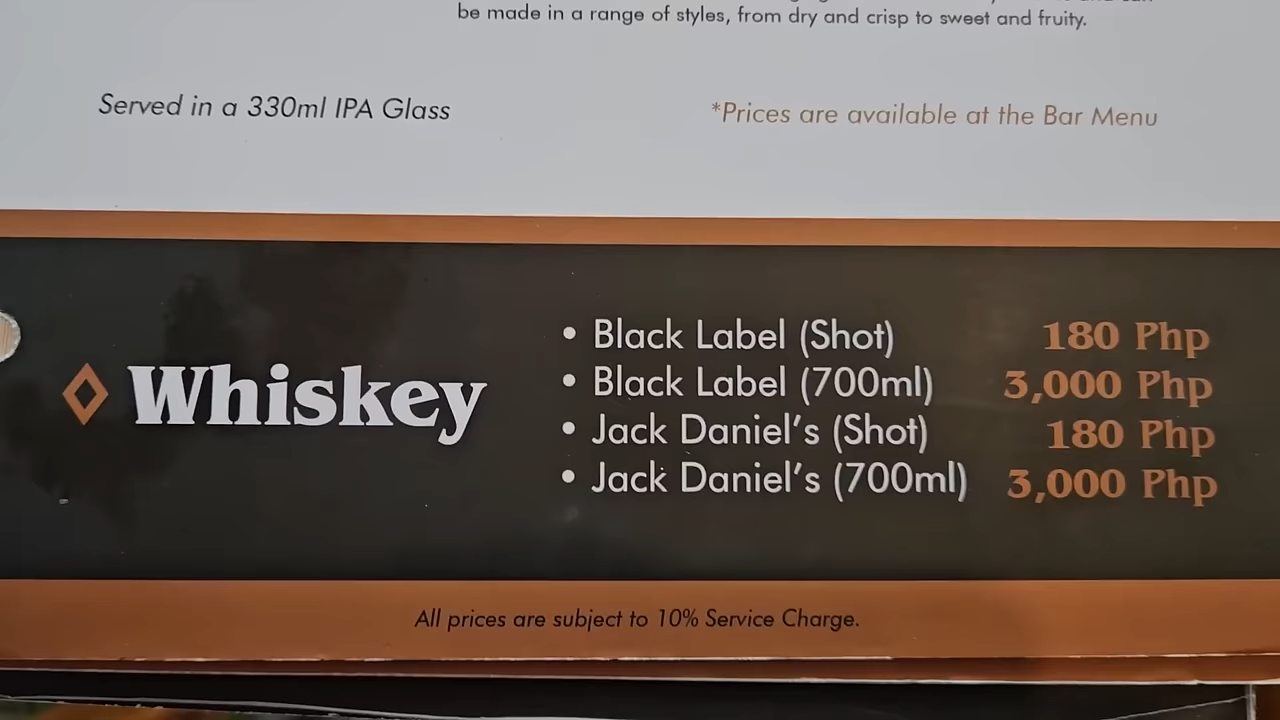 be made in a range of styles, from dry and crisp to sweet and fruity.
Served in a 330ml IPA Glass
*Prices are available at the Bar Menu
Whiskey
• Black Label (Shot) 180 Php
• Black Label (700ml) 3,000 Php
• Jack Daniel's (Shot) 180 Php
• Jack Daniel's (700ml) 3,000 Php
All prices are subject to 10% Service Charge.